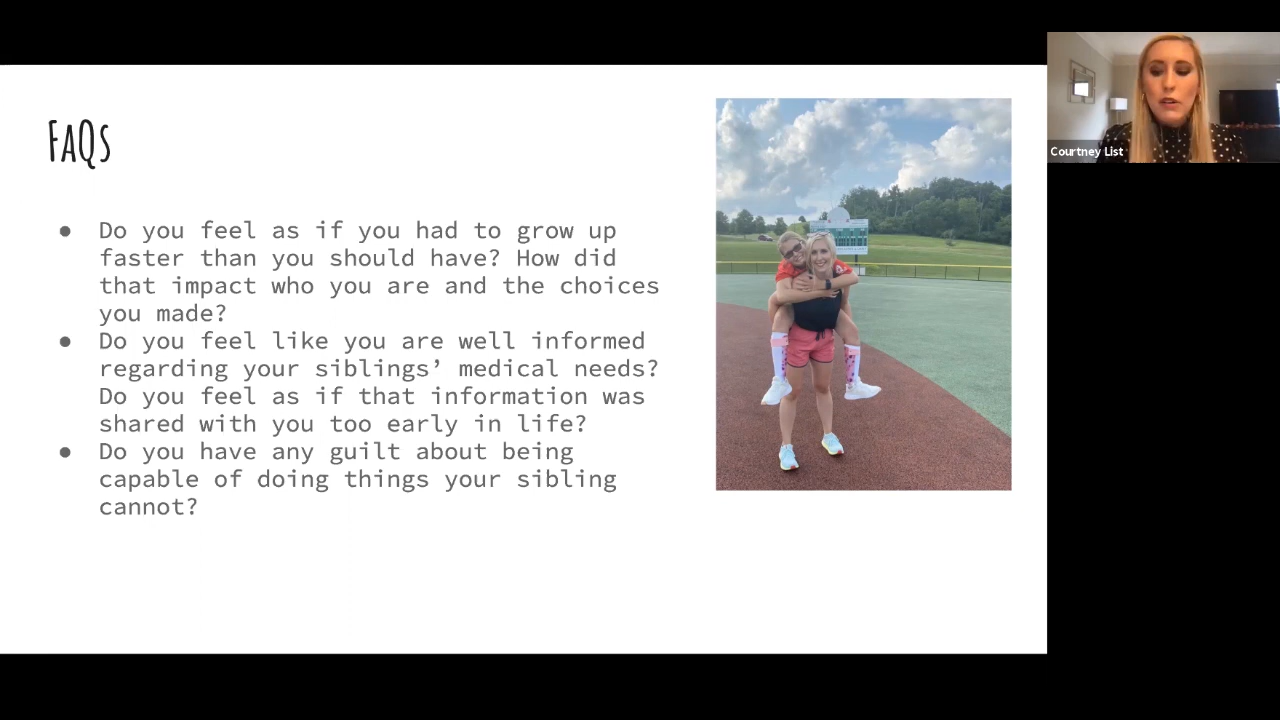 FAQs
● Do you feel as if you had to grow up
faster than you should have? How did
that impact who you are and the choices
you made?
● Do you feel like you are well informed
regarding your siblings’ medical needs?
Do you feel as if that information was
shared with you too early in life?
● Do you have any guilt about being
capable of doing things your sibling
cannot?
Courtney List